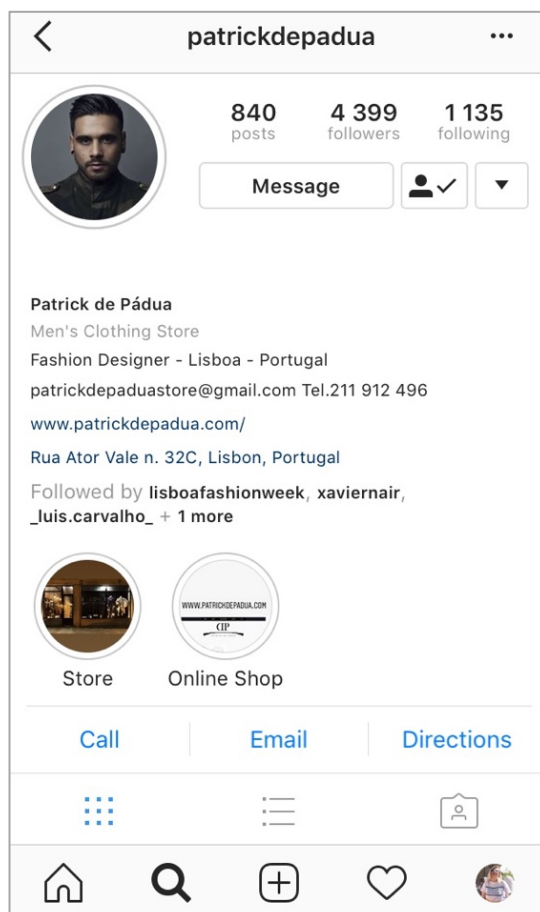 patrickdepadua
840 4 399 1 135
posts followers following
Message
Patrick de Pádua
Men's Clothing Store
Fashion Designer - Lisboa - Portugal
patrickdepaduastore@gmail.com Tel.211 912 496
www.patrickdepadua.com/
Rua Ator Vale n. 32C, Lisbon, Portugal
Followed by lisboafashionweek, xaviernair,
_luis.carvalho_ + 1 more
WWW.PATRICKDEPADUA.COM
Store Online Shop
Call Email Directions